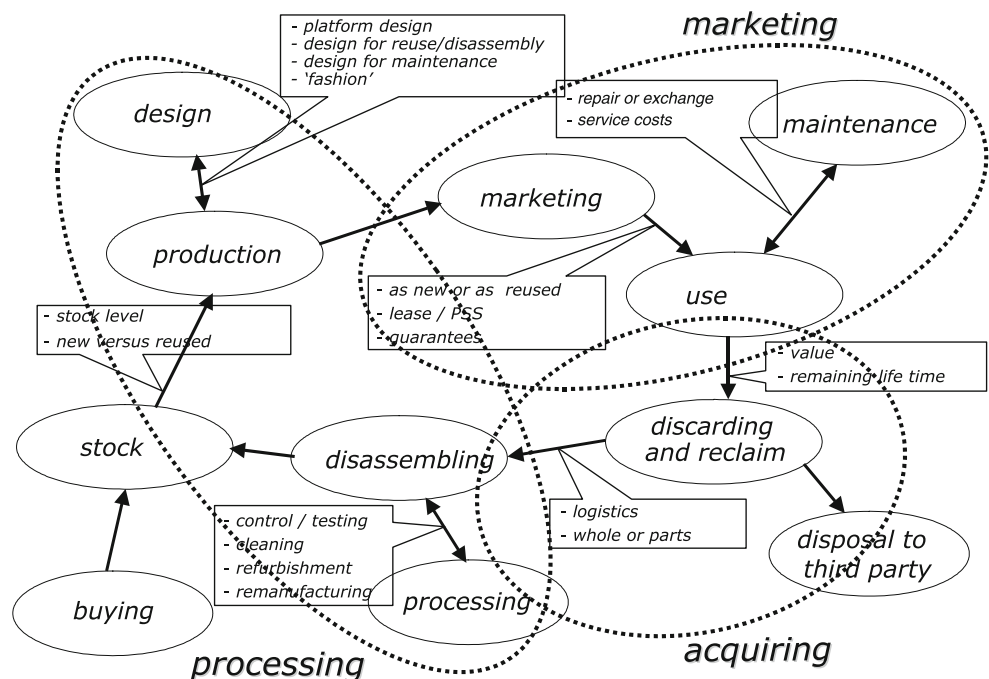 - platform design
- design for reuse/disassembly
- design for maintenance
- ‘fashion’
marketing
design
- repair or exchange
- service costs
maintenance
marketing
production
- as new or as reused
- lease / PSS
- guarantees
use
- stock level
- new versus reused
- value
- remaining life time
stock
disassembling
discarding
and reclaim
- control / testing
- cleaning
- refurbishment
- remanufacturing
- logistics
- whole or parts
disposal to
third party
buying
processing
processing
acquiring